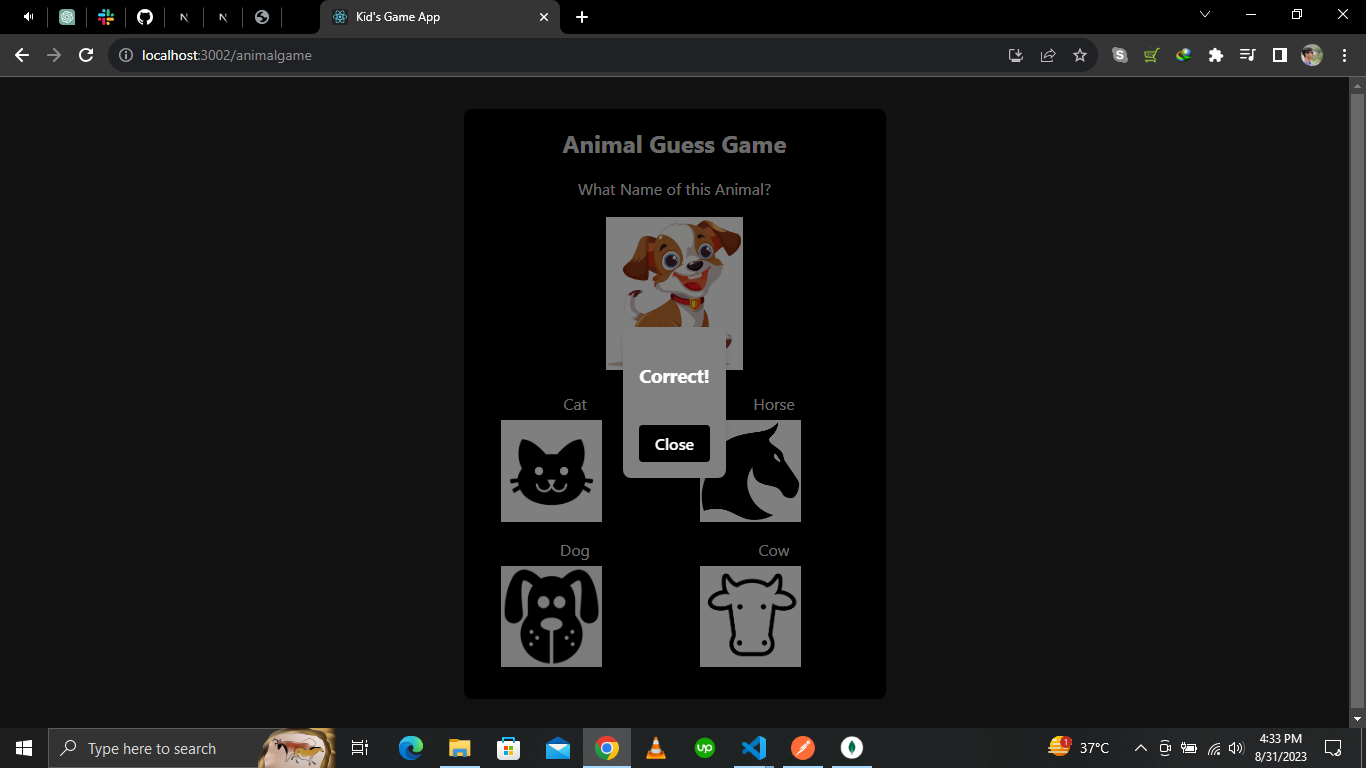 Kid's Game App
localhost:3002/animalgame
Animal Guess Game
What Name of this Animal?
Correct!
Close
Cat
Horse
Dog
Cow
Type here to search
37°C
4:33 PM
8/31/2023